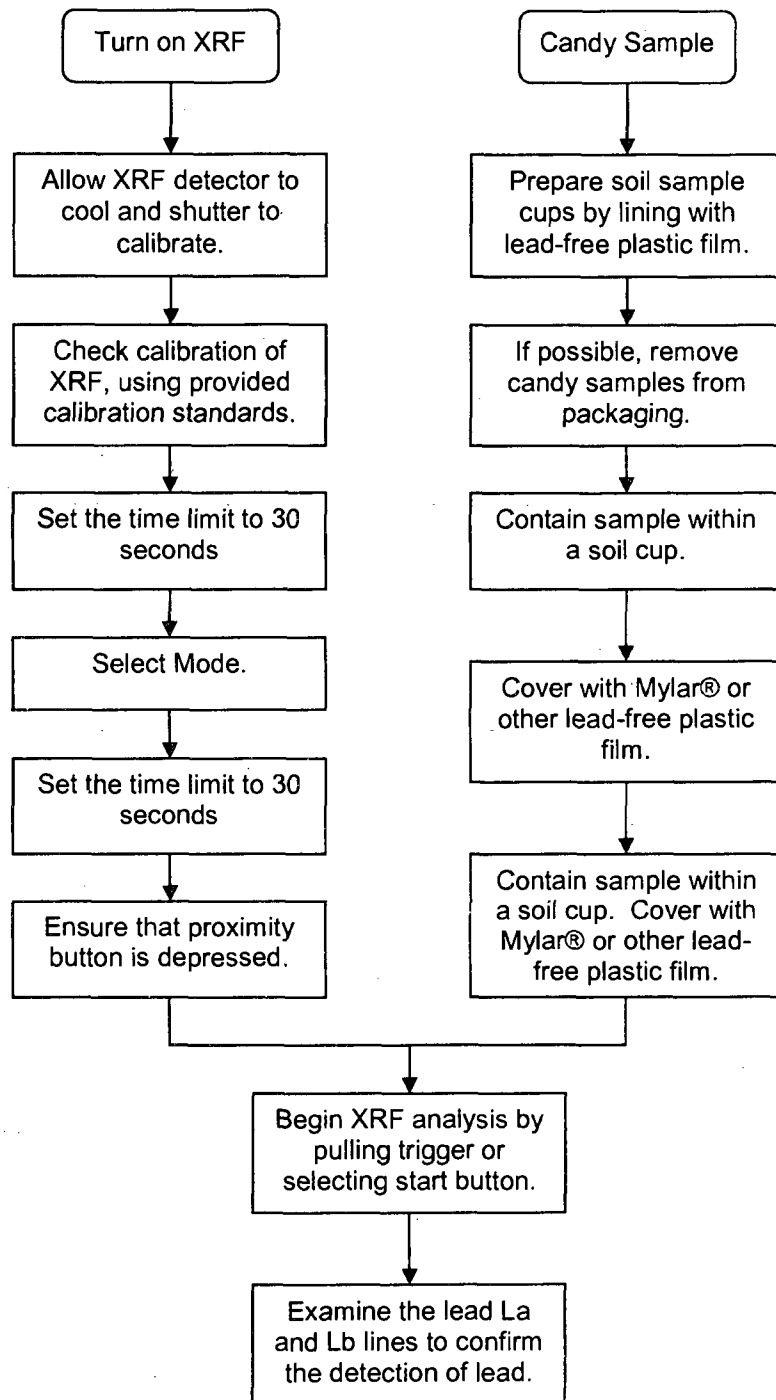 Turn on XRF
Allow XRF detector to
cool and shutter to
calibrate.
Check calibration of
XRF, using provided
calibration standards.
Set the time limit to 30
seconds
Select Mode.
Set the time limit to 30
seconds
Ensure that proximity
button is depressed.
Candy Sample
Prepare soil sample
cups by lining with
lead-free plastic film.
If possible, remove
candy samples from
packaging.
Contain sample within
a soil cup.
Cover with Mylar® or
other lead-free plastic
film.
Contain sample within
a soil cup. Cover with
Mylar® or other lead-
free plastic film.
Begin XRF analysis by
pulling trigger or
selecting start button.
Examine the lead La
and Lb lines to confirm
the detection of lead.